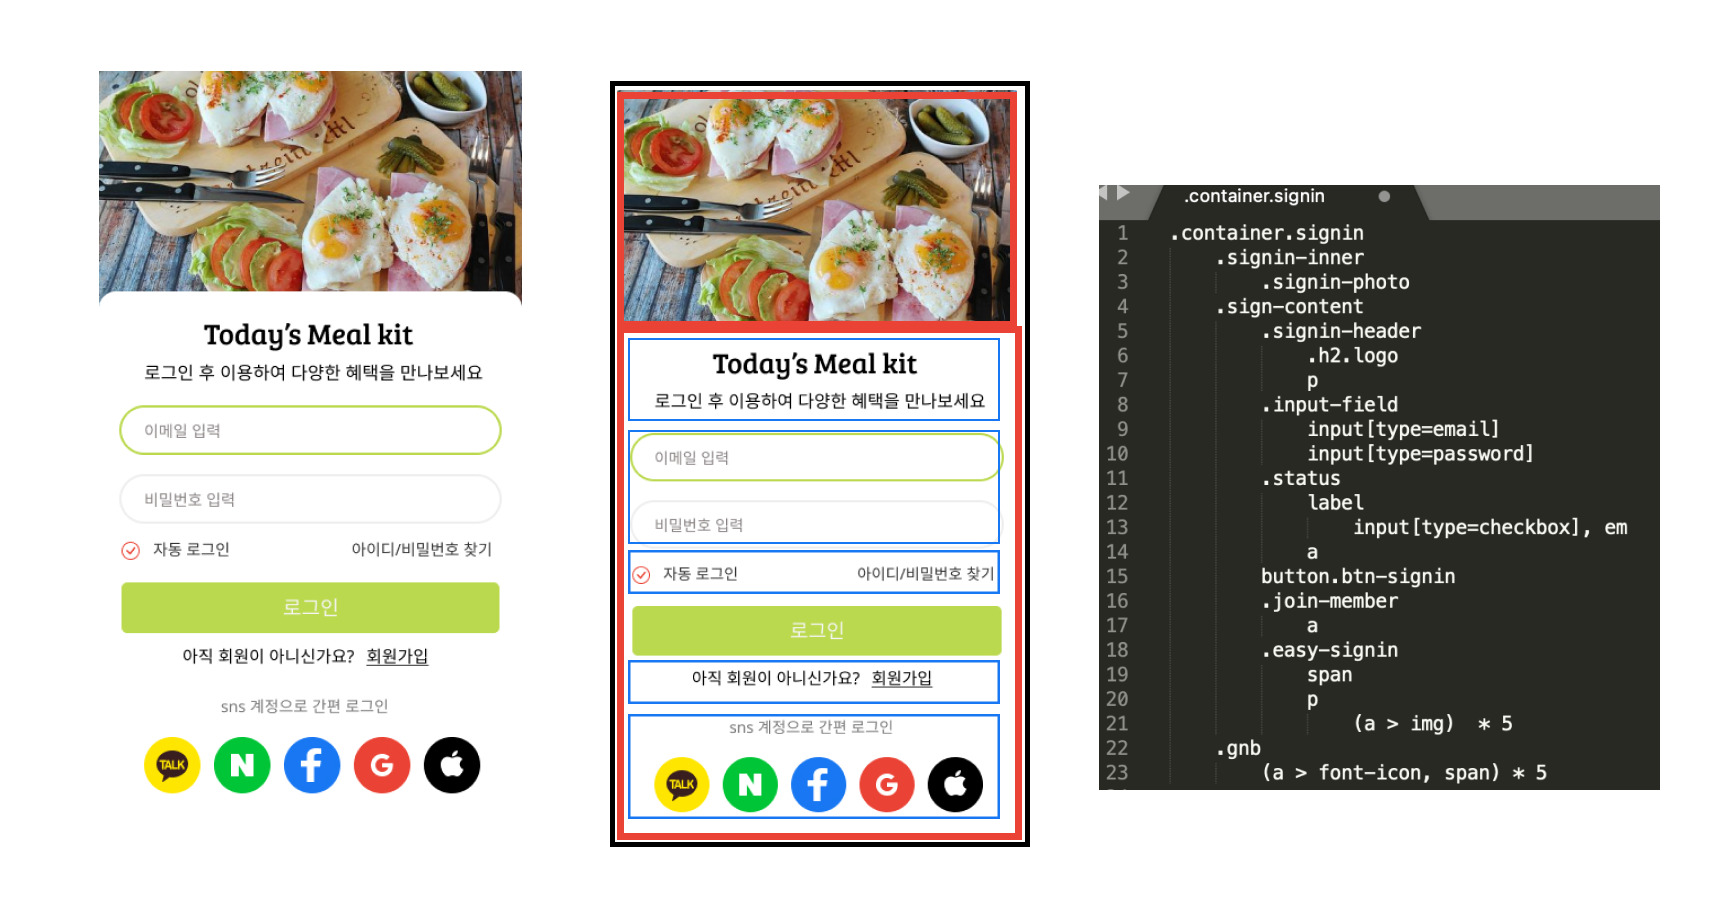 Today's Meal kit
로그인 후 이용하여 다양한 혜택을 만나보세요
이메일 입력
비밀번호 입력
자동 로그인 아이디/비밀번호 찾기
로그인
아직 회원이 아니신가요? 회원가입
sns 계정으로 간편 로그인
TALK N f G
Today's Meal kit
로그인 후 이용하여 다양한 혜택을 만나보세요
이메일 입력
비밀번호 입력
자동 로그인 아이디/비밀번호 찾기
로그인
아직 회원이 아니신가요? 회원가입
sns 계정으로 간편 로그인
TALK N f G
.container.signin
1 .container.signin
2 .signin-inner
3 .signin-photo
4 .sign-content
5 .signin-header
6 .h2.logo
7 p
8 .input-field
9 input[type=email]
10 input[type=password]
11 .status
12 label
13 input[type=checkbox], em
14 a
15 button.btn-signin
16 .join-member
17 a
18 .easy-signin
19 span
20 p
21 (a > img) * 5
22 .gnb
23 (a > font-icon, span) * 5